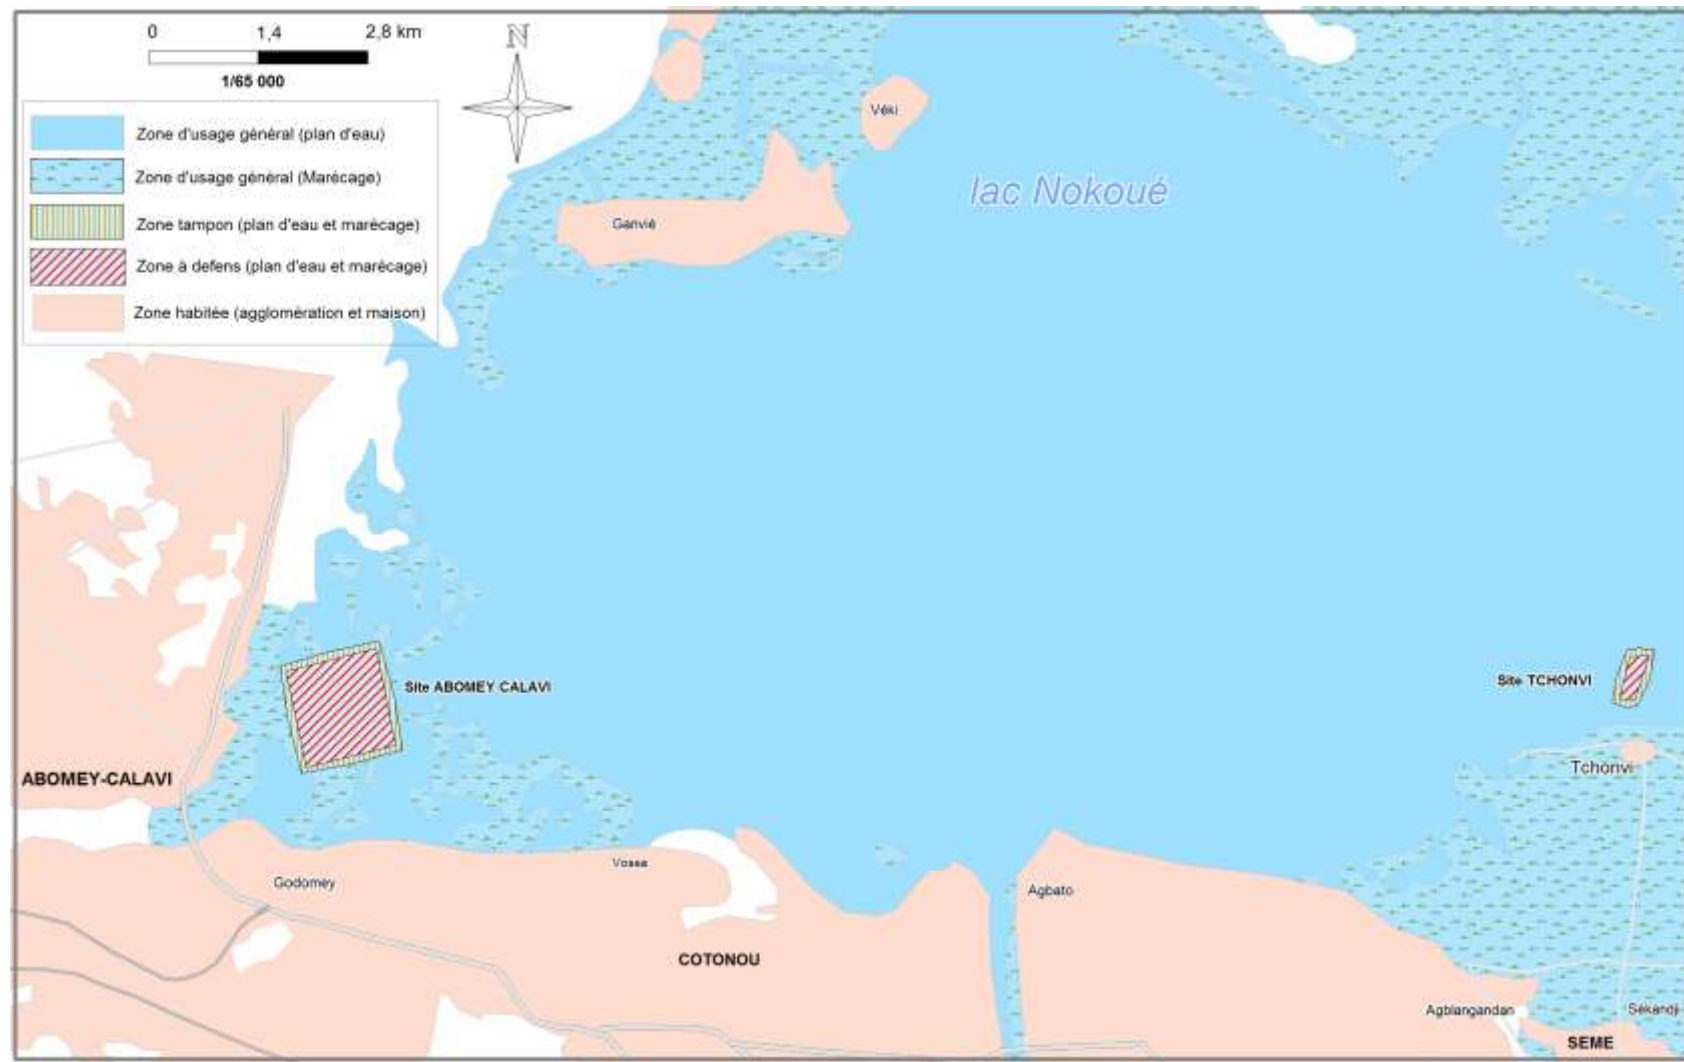 0 1,4 2,8 km
N
1/65 000
Zone d'usage général (plan d'eau)
Zone d'usage général (Marécage)
Zone tampon (plan d'eau et marécage)
Zone à defens (plan d'eau et marécage)
Zone habitée (agglomération et maison)
Véki
lac Nokoué
Ganvié
Site ABOMEY CALAVI
Site TCHONVI
ABOMEY-CALAVI
Tchonvi
Vossa
Godomey
Agbato
COTONOU
Agblangandan
Sékandji
SEME